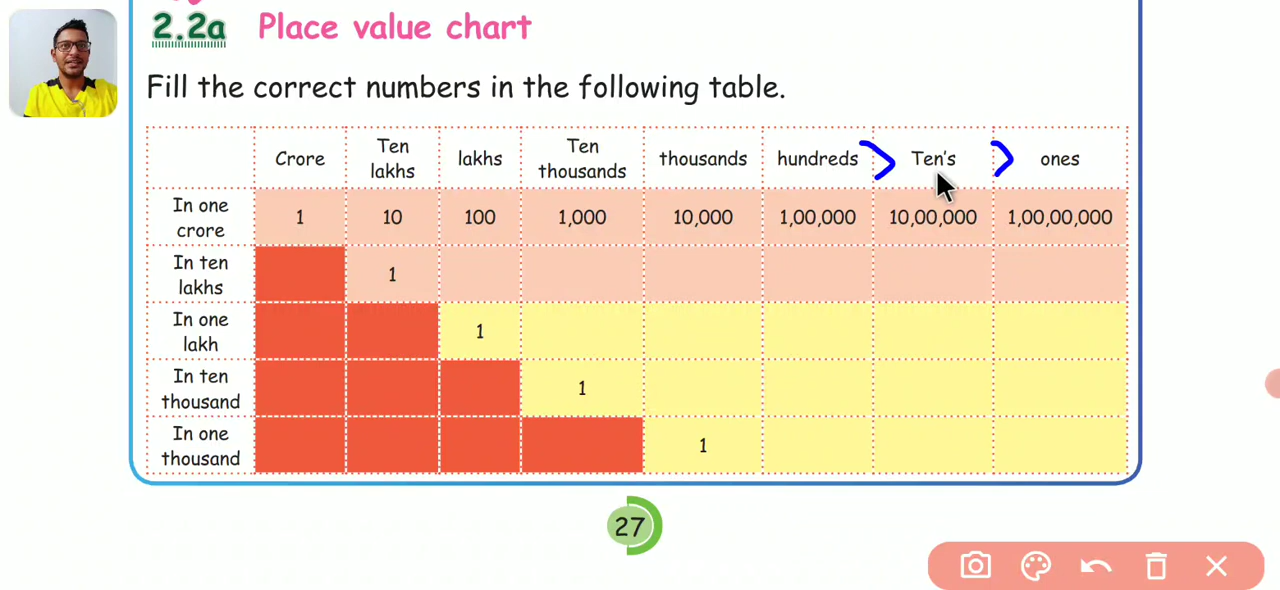 2.2a Place value chart
Fill the correct numbers in the following table.
Crore Ten lakhs lakhs Ten thousands thousands hundreds Ten's ones
In one crore 1 10 100 1,000 10,000 1,00,000 10,00,000 1,00,00,000
In ten lakhs 1
In one lakh 1
In ten thousand 1
In one thousand 1
27